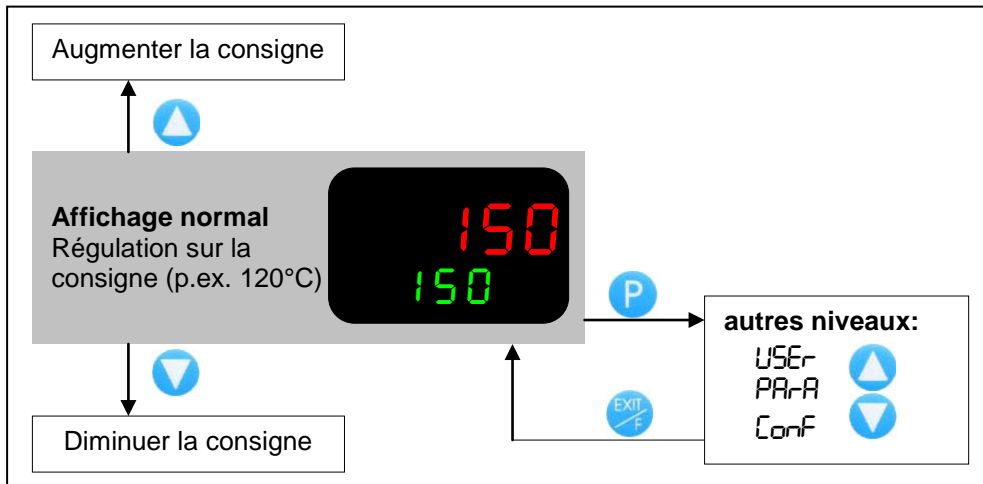 Augmenter la consigne
Affichage normal
Régulation sur la
consigne (p.ex. 120°C)
150
150
P
autres niveaux:
USEr
PArA
ConF
EXIT
/F
Diminuer la consigne